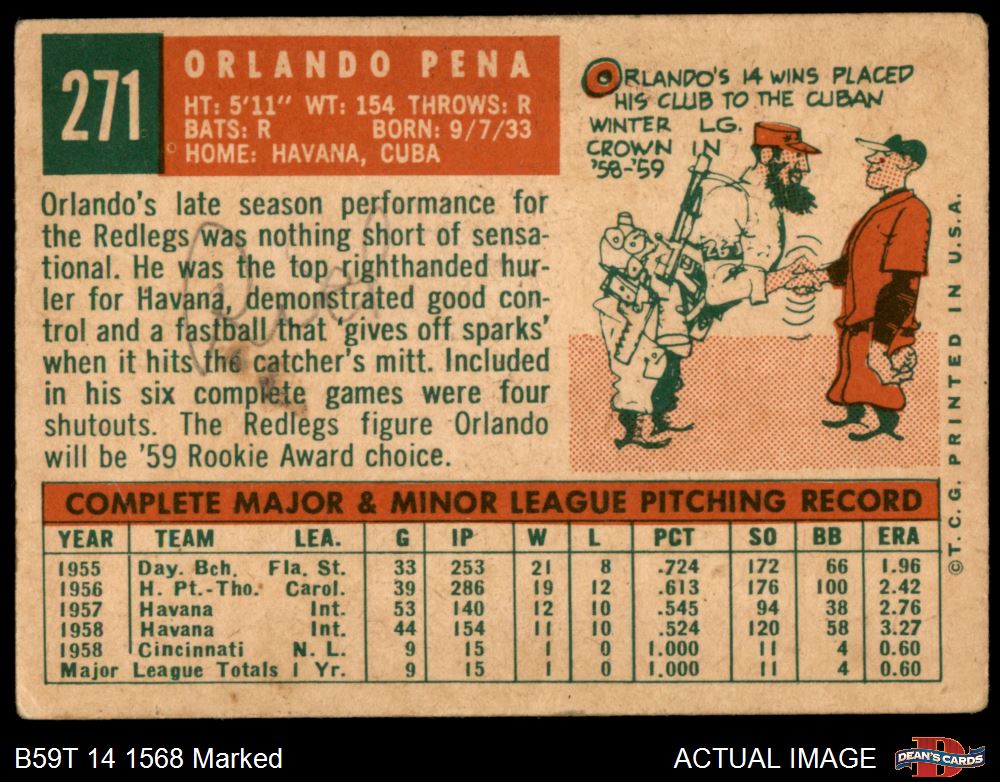 271
ORLANDO PENA
HT: 5'11" WT: 154 THROWS: R
BATS: R BORN: 9/7/33
HOME: HAVANA, CUBA
ORLANDO'S 14 WINS PLACED
HIS CLUB TO THE CUBAN
WINTER LG.
CROWN IN
'58-'59
Orlando's late season performance for
the Redlegs was nothing short of sensa-
tional. He was the top righthanded hur-
ler for Havana, demonstrated good con-
trol and a fastball that 'gives off sparks'
when it hits the catcher's mitt. Included
in his six complete games were four
shutouts. The Redlegs figure Orlando
will be '59 Rookie Award choice.
COMPLETE MAJOR & MINOR LEAGUE PITCHING RECORD
YEAR TEAM LEA. G IP W L PCT SO BB ERA
1955 Day. Bch. Fla. St. 33 253 21 8 .724 172 66 1.96
1956 H. Pt.-Tho. Carol. 39 286 19 12 .613 176 100 2.42
1957 Havana Int. 53 140 12 10 .545 94 38 2.76
1958 Havana Int. 44 154 11 10 .524 120 58 3.27
1958 Cincinnati N. L. 9 15 1 0 1.000 11 4 0.60
Major League Totals 1 Yr. 9 15 1 0 1.000 11 4 0.60
© T. C. G. PRINTED IN U.S.A.
B59T 14 1568 Marked
ACTUAL IMAGE
DEAN'S CARDS